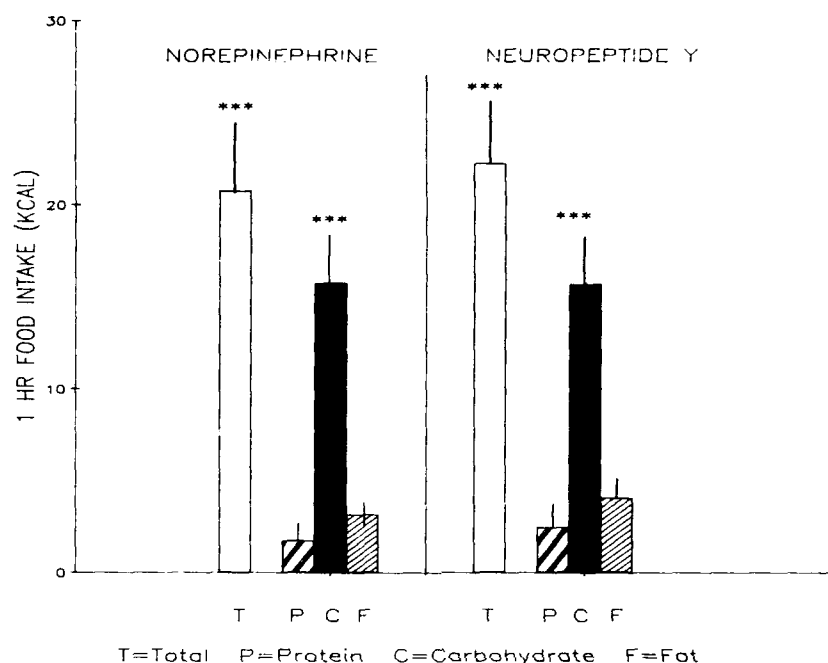 30
NOREPINEPHRINE
NEUROPEPTIDE Y
***
***
20
***
***
1 HR FOOD INTAKE (KCAL)
10
0
T P C F T P C F
T=Total P=Protein C=Carbohydrate F=Fat